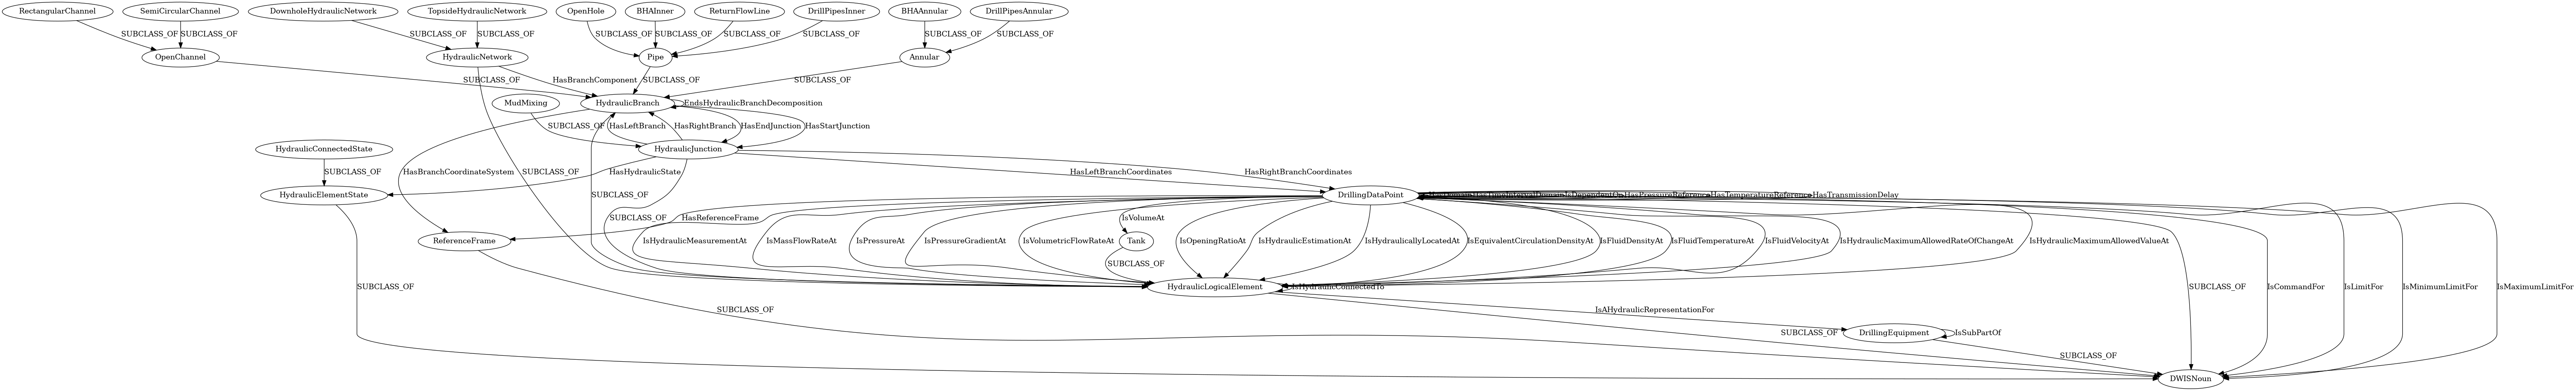 RectangularChannel
SemiCircularChannel
DownholeHydraulicNetwork
TopsideHydraulicNetwork
OpenHole
BHAInner
ReturnFlowLine
DrillPipesInner
BHAAnnular
DrillPipesAnnular
SUBCLASS_OF
SUBCLASS_OF
SUBCLASS_OF
SUBCLASS_OF
SUBCLASS_OF
SUBCLASS_OF
SUBCLASS_OF
SUBCLASS_OF
SUBCLASS_OF
SUBCLASS_OF
OpenChannel
HydraulicNetwork
Pipe
Annular
SUBCLASS_OF
HasBranchComponent
SUBCLASS_OF
SUBCLASS_OF
MudMixing
HydraulicBranch
EndsHydraulicBranchDecomposition
SUBCLASS_OF
HasLeftBranch
HasRightBranch
HasEndJunction
HasStartJunction
HydraulicConnectedState
HydraulicJunction
SUBCLASS_OF
HasBranchCoordinateSystem
SUBCLASS_OF
HasHydraulicState
HasLeftBranchCoordinates
HasRightBranchCoordinates
HydraulicElementState
SUBCLASS_OF
DrillingDataPoint
IsDependentOn
HasPressureReference
HasTemperatureReference
HasTransmissionDelay
SUBCLASS_OF
HasReferenceFrame
IsVolumeAt
ReferenceFrame
IsHydraulicMeasurementAt
IsMassFlowRateAt
IsPressureAt
IsPressureGradientAt
IsVolumetricFlowRateAt
Tank
IsOpeningRatioAt
IsHydraulicEstimationAt
IsHydraulicallyLocatedAt
IsEquivalentCirculationDensityAt
IsFluidDensityAt
IsFluidTemperatureAt
IsFluidVelocityAt
IsHydraulicMaximumAllowedRateOfChangeAt
IsHydraulicMaximumAllowedValueAt
SUBCLASS_OF
SUBCLASS_OF
HydraulicLogicalElement
IsHydraulicConnectedTo
SUBCLASS_OF
IsCommandFor
IsLimitFor
IsMinimumLimitFor
IsMaximumLimitFor
SUBCLASS_OF
IsAHydraulicRepresentationFor
SUBCLASS_OF
DrillingEquipment
IsSubPartOf
SUBCLASS_OF
DWISNoun